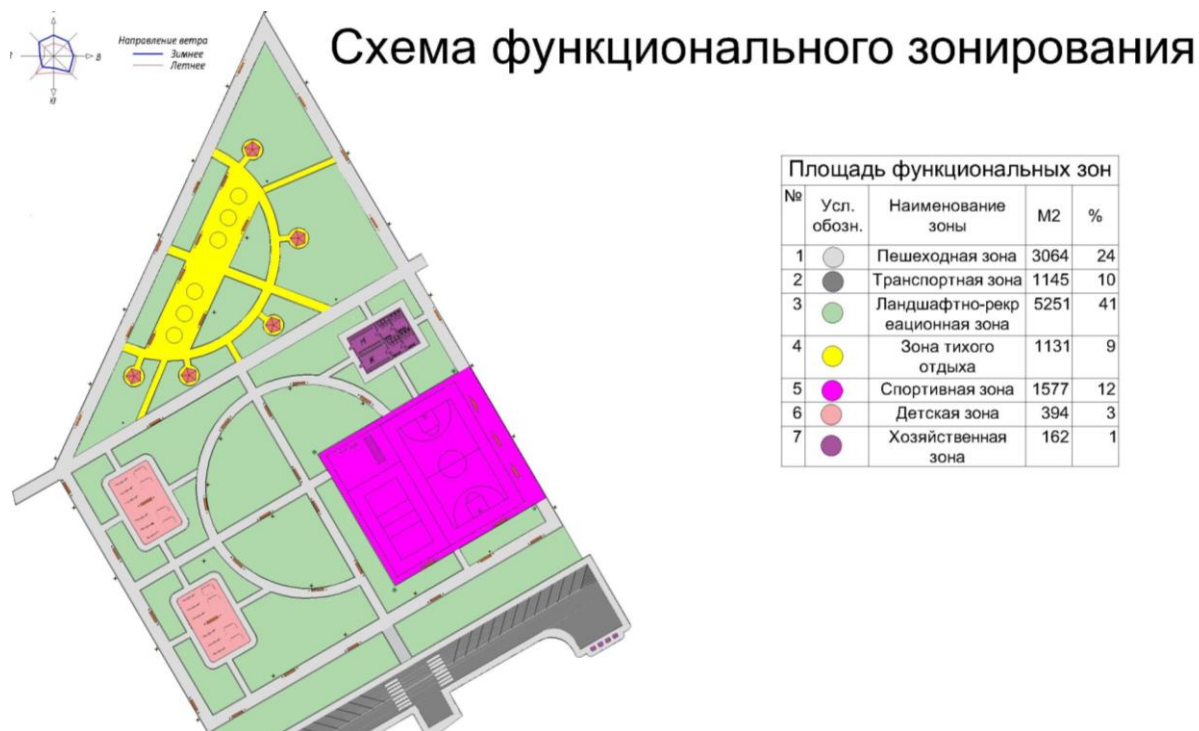 Схема функционального зонирования
Направление ветра
Зимнее
Летнее
В
Ю
Площадь функциональных зон
№
Усл.
обозн.
Наименование
зоны
М2
%
1 Пешеходная зона 3064 24
2 Транспортная зона 1145 10
3 Ландшафтно-рекр
еационная зона 5251 41
4 Зона тихого
отдыха 1131 9
5 Спортивная зона 1577 12
6 Детская зона 394 3
7 Хозяйственная
зона 162 1